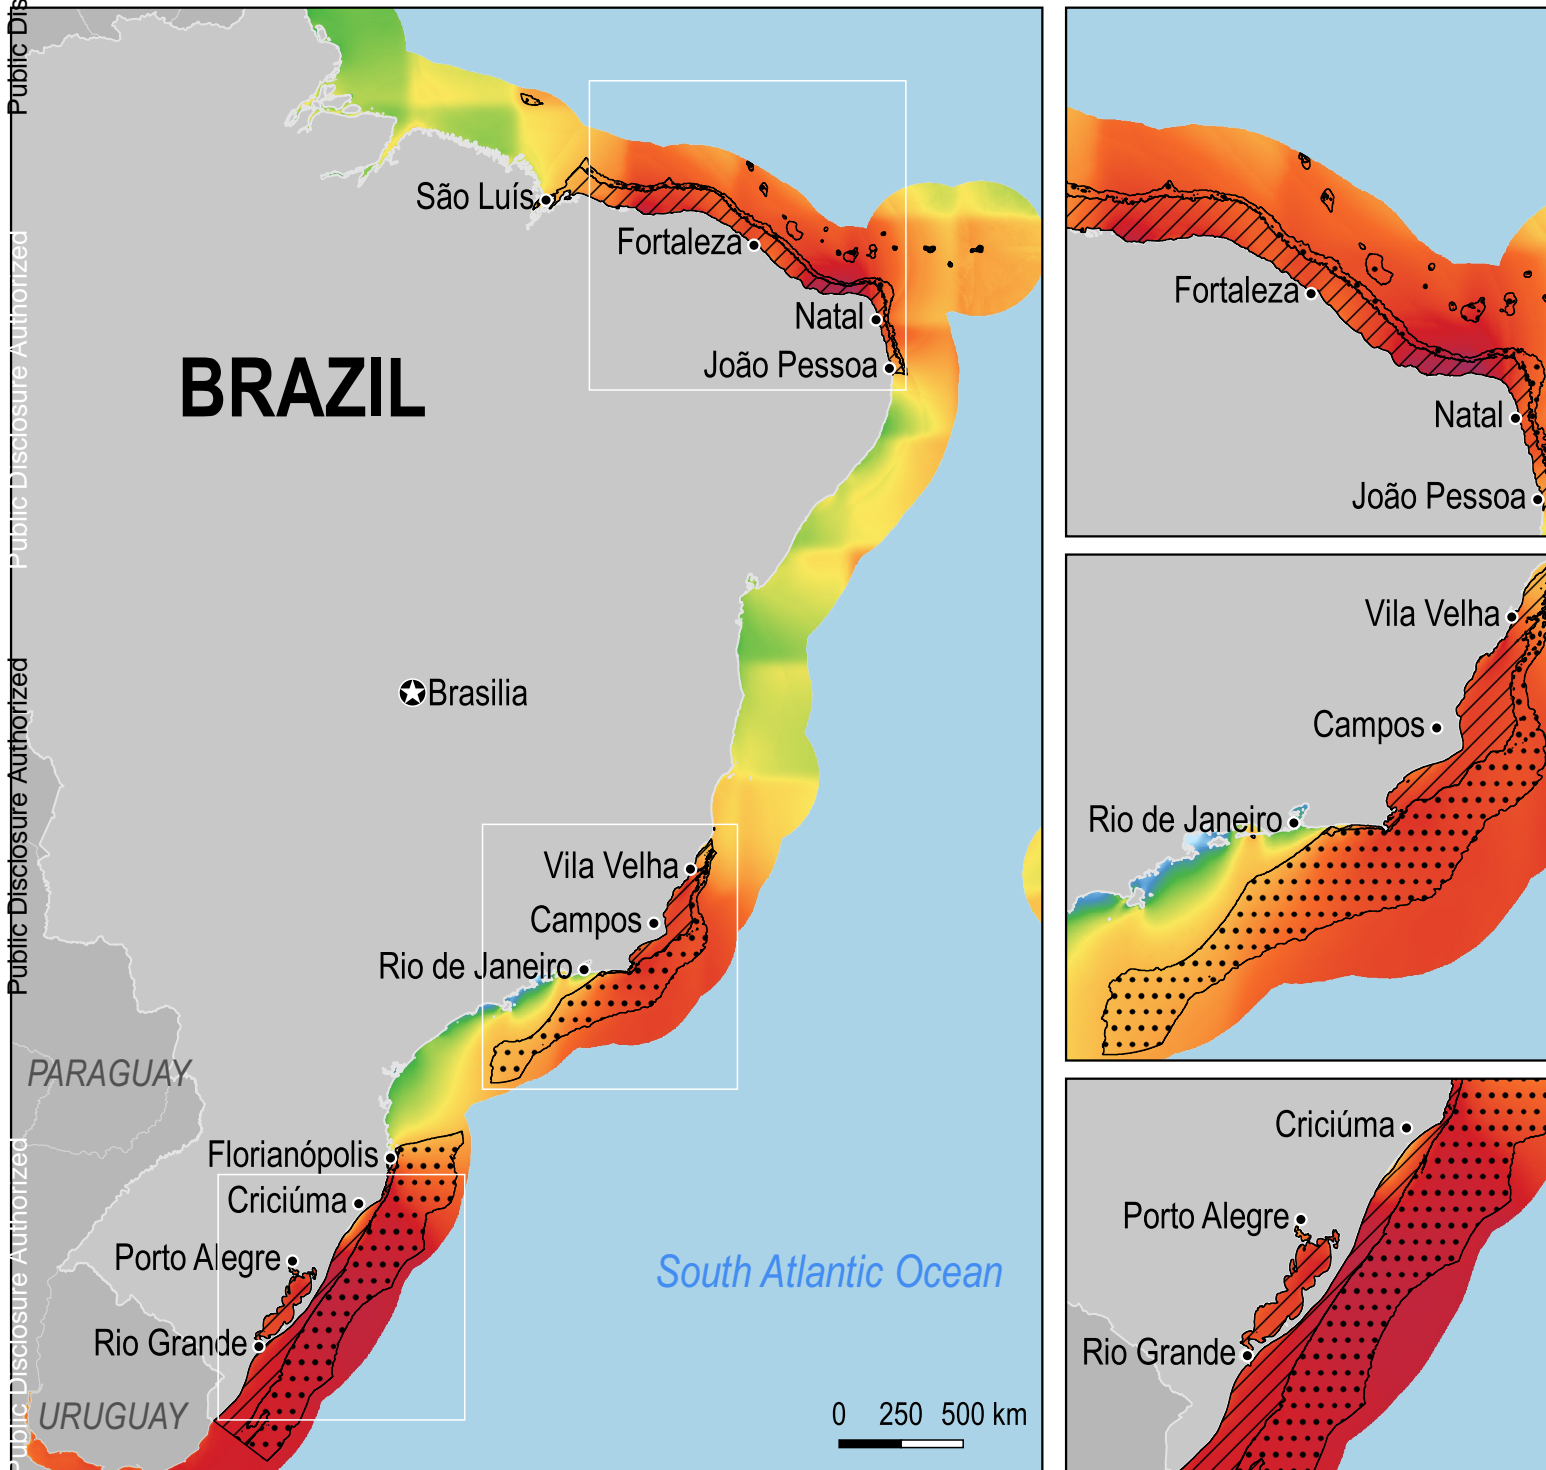 Public Dis
Public Disclosure Authorized
Public Disclosure Authorized
Public Disclosure Authorized
São Luís
Fortaleza
Natal
João Pessoa
BRAZIL
Brasilia
Vila Velha
Campos
Rio de Janeiro
PARAGUAY
Florianópolis
Criciúma
Porto Alegre
Rio Grande
URUGUAY
South Atlantic Ocean
0 250 500 km
Fortaleza
Natal
João Pessoa
Vila Velha
Campos
Rio de Janeiro
Criciúma
Porto Alegre
Rio Grande